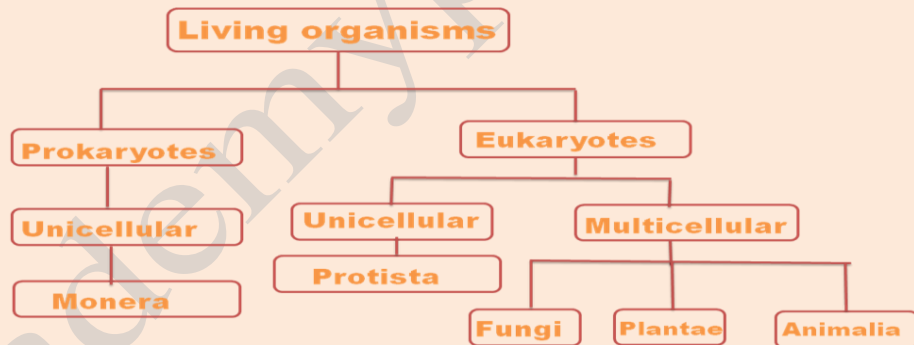 Living organisms
Prokaryotes
Eukaryotes
Unicellular
Unicellular
Multicellular
Monera
Protista
Fungi
Plantae
Animalia